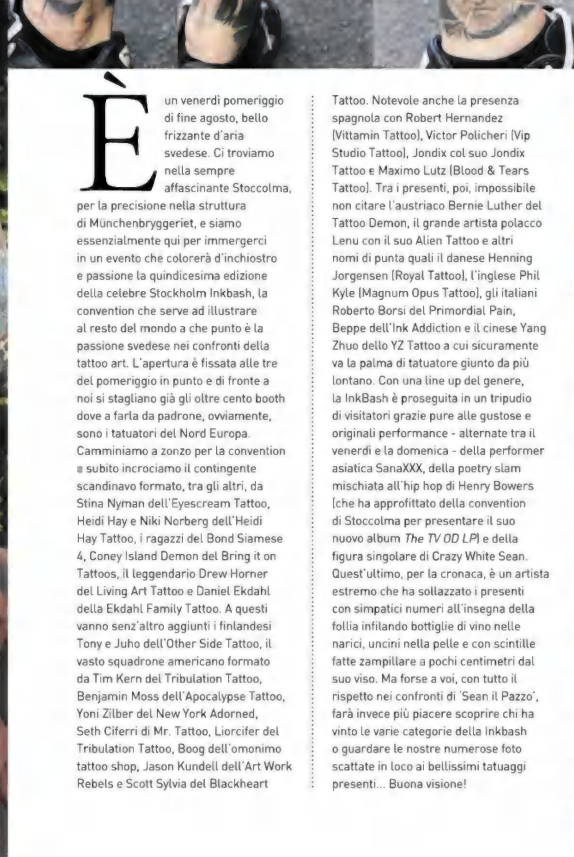 È un venerdì pomeriggio
di fine agosto, bello
frizzante d'aria
svedese. Ci troviamo
nella sempre
affascinante Stoccolma,
per la precisione nella struttura
di Münchenbryggeriet, e siamo
essenzialmente qui per immergerci
in un evento che colorerà d'inchiostro
e passione la quindicesima edizione
della celebre Stockholm Inkbash, la
convention che serve ad illustrare
al resto del mondo a che punto è la
passione svedese nei confronti della
tattoo art. L'apertura è fissata alle tre
del pomeriggio in punto e di fronte a
noi si stagliano già gli oltre cento booth
dove a farla da padrone, ovviamente,
sono i tatuatori del Nord Europa.
Camminiamo a zonzo per la convention
e subito incrociamo il contingente
scandinavo formato, tra gli altri, da
Stina Nyman dell'Eyescream Tattoo,
Heidi Hay e Niki Norberg dell'Heidi
Hay Tattoo, i ragazzi del Bond Siamese
4, Coney Island Demon del Bring it on
Tattoos, il leggendario Drew Horner
del Living Art Tattoo e Daniel Ekdahl
della Ekdahl Family Tattoo. A questi
vanno senz'altro aggiunti i finlandesi
Tony e Juho dell'Other Side Tattoo, il
vasto squadrone americano formato
da Tim Kern del Tribulation Tattoo,
Benjamin Moss dell'Apocalypse Tattoo,
Yoni Zilber del New York Adorned,
Seth Ciferri di Mr. Tattoo, Liorcifer del
Tribulation Tattoo, Boog dell'omonimo
tattoo shop, Jason Kundell dell'Art Work
Rebels e Scott Sylvia del Blackheart
Tattoo. Notevole anche la presenza
spagnola con Robert Hernandez
(Vittamin Tattoo), Victor Policheri (Vip
Studio Tattoo), Jondix col suo Jondix
Tattoo e Maximo Lutz (Blood & Tears
Tattoo). Tra i presenti, poi, impossibile
non citare l'austriaco Bernie Luther del
Tattoo Demon, il grande artista polacco
Lenu con il suo Alien Tattoo e altri
nomi di punta quali il danese Henning
Jorgensen (Royal Tattoo), l'inglese Phil
Kyle (Magnum Opus Tattoo), gli italiani
Roberto Borsi del Primordial Pain,
Beppe dell'Ink Addiction e il cinese Yang
Zhuo dello YZ Tattoo a cui sicuramente
va la palma di tatuatore giunto da più
lontano. Con una line up del genere,
la InkBash è proseguita in un tripudio
di visitatori grazie pure alle gustose e
originali performance - alternate tra il
venerdì e la domenica - della performer
asiatica SanaXXX, della poetry slam
mischiata all'hip hop di Henry Bowers
(che ha approfittato della convention
di Stoccolma per presentare il suo
nuovo album The TV OD LP) e della
figura singolare di Crazy White Sean.
Quest'ultimo, per la cronaca, è un artista
estremo che ha sollazzato i presenti
con simpatici numeri all'insegna della
follia infilando bottiglie di vino nelle
narici, uncini nella pelle e con scintille
fatte zampillare a pochi centimetri dal
suo viso. Ma forse a voi, con tutto il
rispetto nei confronti di 'Sean il Pazzo',
farà invece più piacere scoprire chi ha
vinto le varie categorie della Inkbash
o guardare le nostre numerose foto
scattate in loco ai bellissimi tatuaggi
presenti... Buona visione!